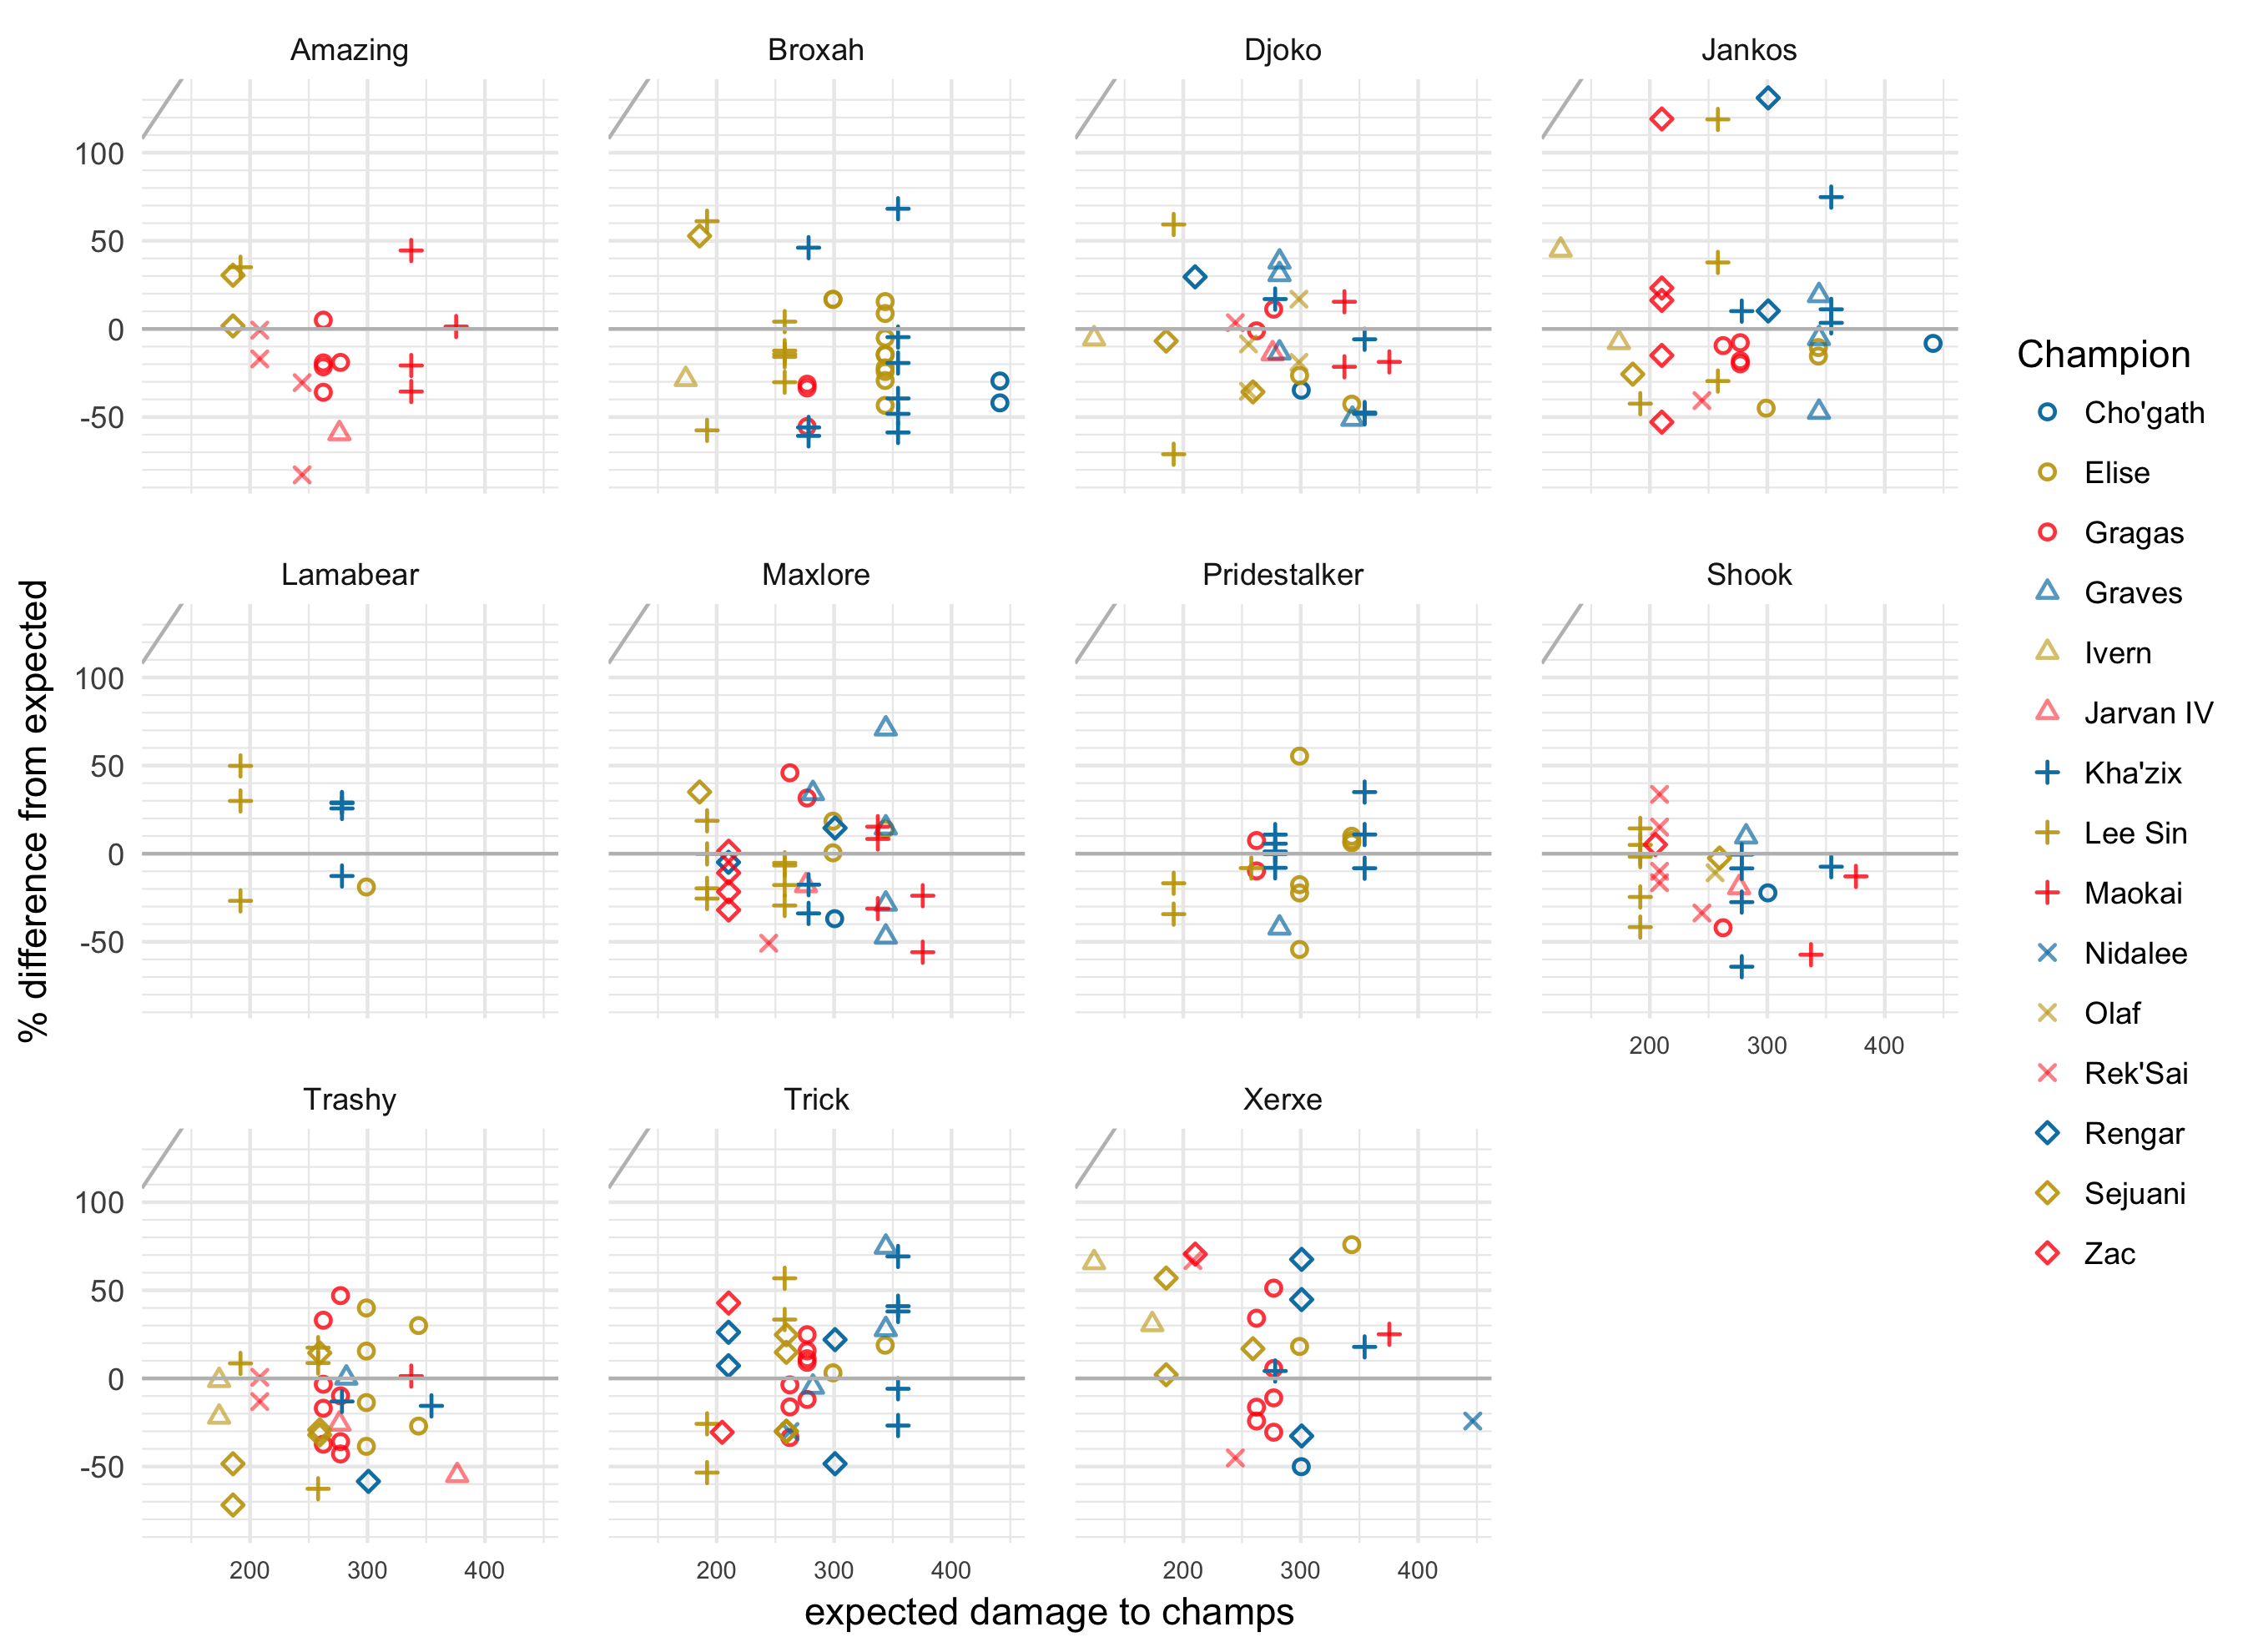 Amazing
Broxah
Djoko
Jankos
100
50
0
-50
Lamabear
Maxlore
Pridestalker
Shook
100
50
0
-50
200 300 400
Trashy
Trick
Xerxe
100
50
0
-50
200 300 400
200 300 400
200 300 400
expected damage to champs
% difference from expected
Champion
Cho'gath
Elise
Gragas
Graves
Ivern
Jarvan IV
Kha'zix
Lee Sin
Maokai
Nidalee
Olaf
Rek'Sai
Rengar
Sejuani
Zac